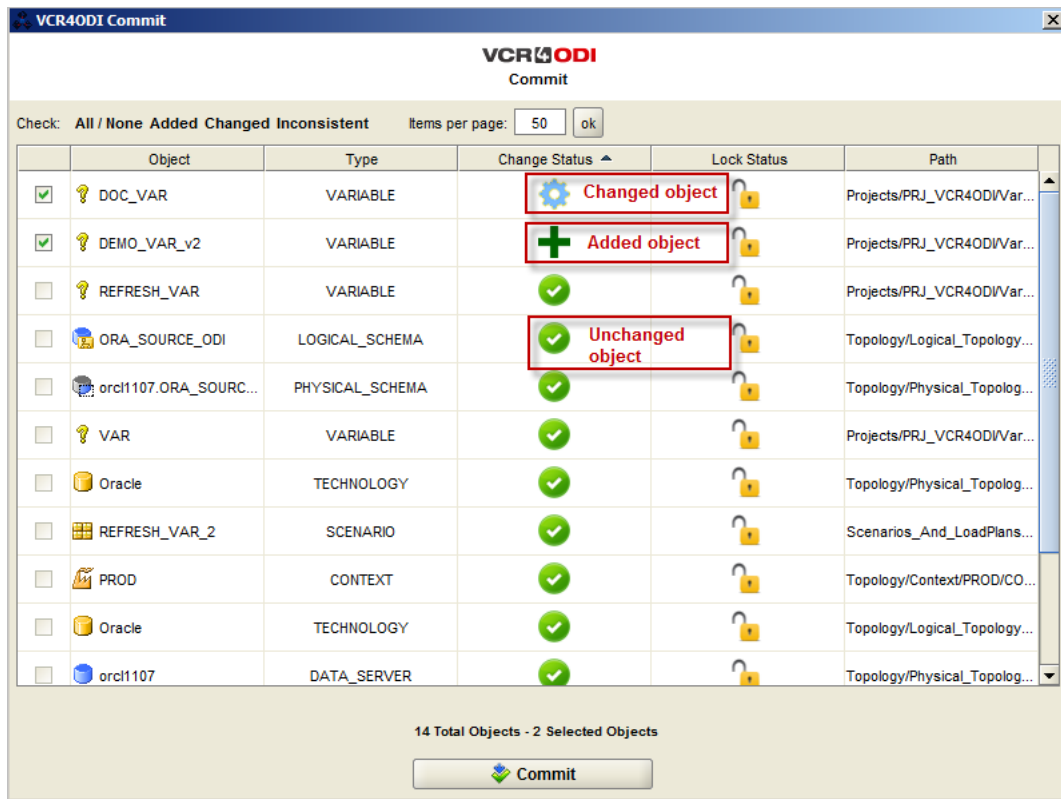 VCR4ODI Commit
VCR4ODI
Commit
Check: All / None Added Changed Inconsistent Items per page: 50 ok
Object Type Change Status Lock Status Path
DOC_VAR VARIABLE Changed object Projects/PRJ_VCR4ODI/Var...
DEMO_VAR_v2 VARIABLE Added object Projects/PRJ_VCR4ODI/Var...
REFRESH_VAR VARIABLE Projects/PRJ_VCR4ODI/Var...
ORA_SOURCE_ODI LOGICAL_SCHEMA Unchanged object Topology/Logical_Topology...
orcl1107.ORA_SOURC... PHYSICAL_SCHEMA Topology/Physical_Topolog...
VAR VARIABLE Projects/PRJ_VCR4ODI/Var...
Oracle TECHNOLOGY Topology/Physical_Topolog...
REFRESH_VAR_2 SCENARIO Scenarios_And_LoadPlans...
PROD CONTEXT Topology/Context/PROD/CO...
Oracle TECHNOLOGY Topology/Logical_Topology...
orcl1107 DATA_SERVER Topology/Physical_Topolog...
14 Total Objects - 2 Selected Objects
Commit